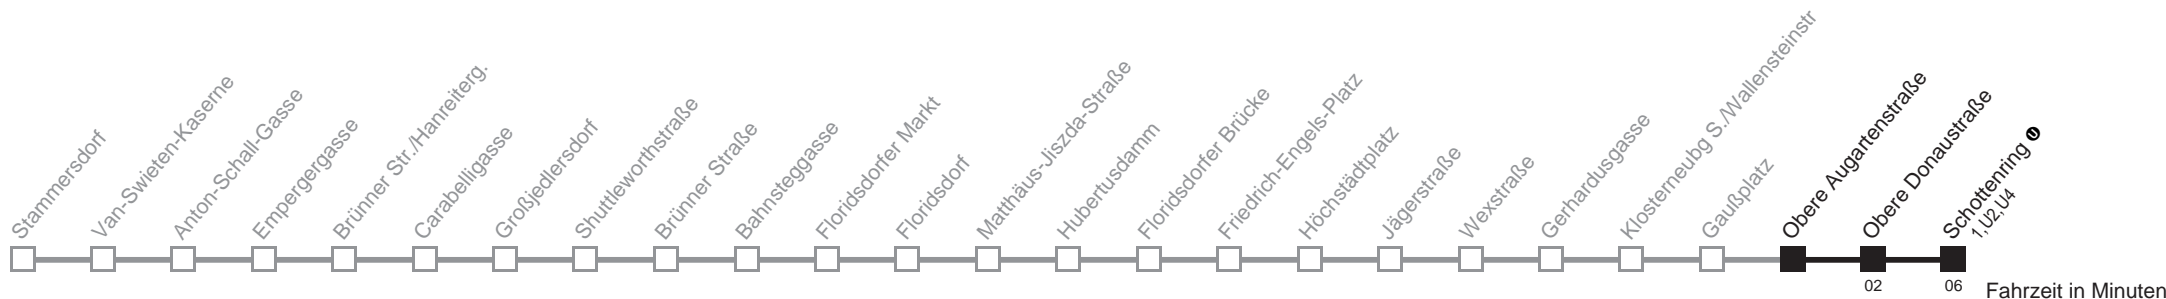 Stammersdorf
Van-Swieten-Kaserne
Anton-Schall-Gasse
Empergergasse
Brünner Str./Hanreiterg.
Carabelligasse
Großjedlersdorf
Shuttleworthstraße
Brünner Straße
Bahnsteggasse
Floridsdorfer Markt
Floridsdorf
Matthäus-Jiszda-Straße
Hubertusdamm
Floridsdorfer Brücke
Friedrich-Engels-Platz
Höchstädtplatz
Jägerstraße
Wexstraße
Gerhardusgasse
Klosterneubg S./Wallensteinstr
Gaußplatz
Obere Augartenstraße
Obere Donaustraße
Schottenring U
1,U2,U4
02
06
Fahrzeit in Minuten